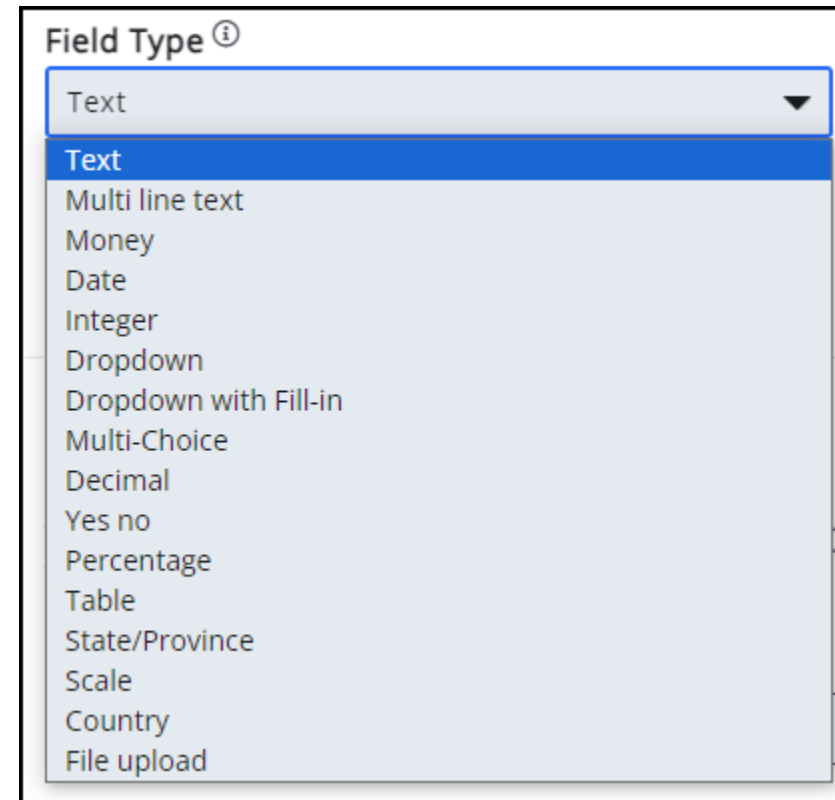 Field Type
Text
Text
Multi line text
Money
Date
Integer
Dropdown
Dropdown with Fill-in
Multi-Choice
Decimal
Yes no
Percentage
Table
State/Province
Scale
Country
File upload